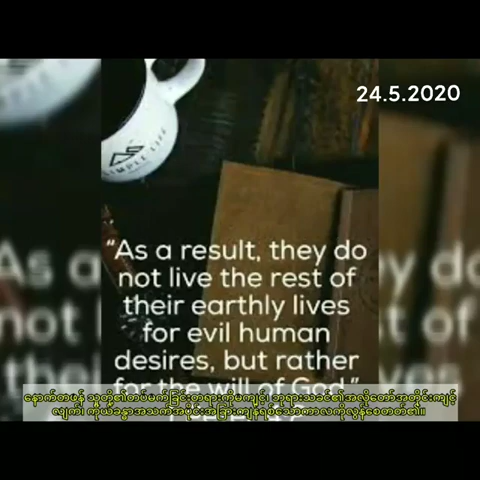 24.5.2020
SIMPLE LIFE
“As a result, they do
not live the rest of
their earthly lives
for evil human
desires, but rather
for the will of God.”
နောက်တဖန် သူတို့၏တပ်မက်ခြင်းတရားကိုမကျင့်၊ ဘုရားသခင်၏အလိုတော်အတိုင်းကျင့်
လျက်၊ ကိုယ်ခန္ဓာအသက်အပိုင်းအခြားကျန်ရစ်သောကာလကိုလွန်စေတတ်၏။